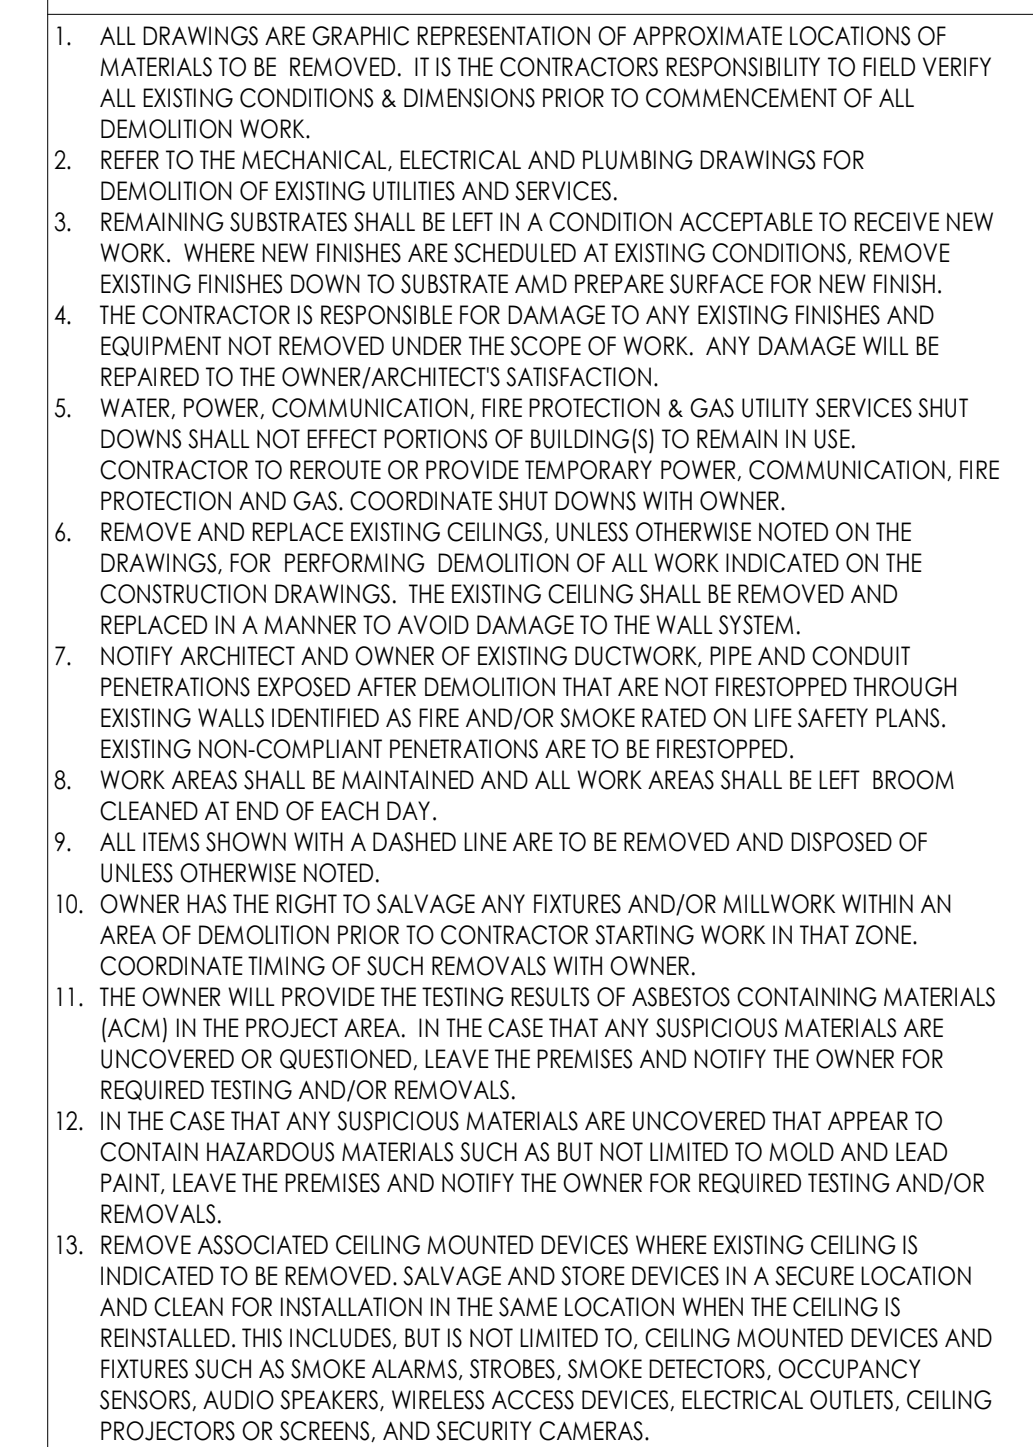 1. ALL DRAWINGS ARE GRAPHIC REPRESENTATION OF APPROXIMATE LOCATIONS OF
MATERIALS TO BE REMOVED. IT IS THE CONTRACTORS RESPONSIBILITY TO FIELD VERIFY
ALL EXISTING CONDITIONS & DIMENSIONS PRIOR TO COMMENCEMENT OF ALL
DEMOLITION WORK.
2. REFER TO THE MECHANICAL, ELECTRICAL AND PLUMBING DRAWINGS FOR
DEMOLITION OF EXISTING UTILITIES AND SERVICES.
3. REMAINING SUBSTRATES SHALL BE LEFT IN A CONDITION ACCEPTABLE TO RECEIVE NEW
WORK. WHERE NEW FINISHES ARE SCHEDULED AT EXISTING CONDITIONS, REMOVE
EXISTING FINISHES DOWN TO SUBSTRATE AMD PREPARE SURFACE FOR NEW FINISH.
4. THE CONTRACTOR IS RESPONSIBLE FOR DAMAGE TO ANY EXISTING FINISHES AND
EQUIPMENT NOT REMOVED UNDER THE SCOPE OF WORK. ANY DAMAGE WILL BE
REPAIRED TO THE OWNER/ARCHITECT'S SATISFACTION.
5. WATER, POWER, COMMUNICATION, FIRE PROTECTION & GAS UTILITY SERVICES SHUT
DOWNS SHALL NOT EFFECT PORTIONS OF BUILDING(S) TO REMAIN IN USE.
CONTRACTOR TO REROUTE OR PROVIDE TEMPORARY POWER, COMMUNICATION, FIRE
PROTECTION AND GAS. COORDINATE SHUT DOWNS WITH OWNER.
6. REMOVE AND REPLACE EXISTING CEILINGS, UNLESS OTHERWISE NOTED ON THE
DRAWINGS, FOR PERFORMING DEMOLITION OF ALL WORK INDICATED ON THE
CONSTRUCTION DRAWINGS. THE EXISTING CEILING SHALL BE REMOVED AND
REPLACED IN A MANNER TO AVOID DAMAGE TO THE WALL SYSTEM.
7. NOTIFY ARCHITECT AND OWNER OF EXISTING DUCTWORK, PIPE AND CONDUIT
PENETRATIONS EXPOSED AFTER DEMOLITION THAT ARE NOT FIRESTOPPED THROUGH
EXISTING WALLS IDENTIFIED AS FIRE AND/OR SMOKE RATED ON LIFE SAFETY PLANS.
EXISTING NON-COMPLIANT PENETRATIONS ARE TO BE FIRESTOPPED.
8. WORK AREAS SHALL BE MAINTAINED AND ALL WORK AREAS SHALL BE LEFT BROOM
CLEANED AT END OF EACH DAY.
9. ALL ITEMS SHOWN WITH A DASHED LINE ARE TO BE REMOVED AND DISPOSED OF
UNLESS OTHERWISE NOTED.
10. OWNER HAS THE RIGHT TO SALVAGE ANY FIXTURES AND/OR MILLWORK WITHIN AN
AREA OF DEMOLITION PRIOR TO CONTRACTOR STARTING WORK IN THAT ZONE.
COORDINATE TIMING OF SUCH REMOVALS WITH OWNER.
11. THE OWNER WILL PROVIDE THE TESTING RESULTS OF ASBESTOS CONTAINING MATERIALS
(ACM) IN THE PROJECT AREA. IN THE CASE THAT ANY SUSPICIOUS MATERIALS ARE
UNCOVERED OR QUESTIONED, LEAVE THE PREMISES AND NOTIFY THE OWNER FOR
REQUIRED TESTING AND/OR REMOVALS.
12. IN THE CASE THAT ANY SUSPICIOUS MATERIALS ARE UNCOVERED THAT APPEAR TO
CONTAIN HAZARDOUS MATERIALS SUCH AS BUT NOT LIMITED TO MOLD AND LEAD
PAINT, LEAVE THE PREMISES AND NOTIFY THE OWNER FOR REQUIRED TESTING AND/OR
REMOVALS.
13. REMOVE ASSOCIATED CEILING MOUNTED DEVICES WHERE EXISTING CEILING IS
INDICATED TO BE REMOVED. SALVAGE AND STORE DEVICES IN A SECURE LOCATION
AND CLEAN FOR INSTALLATION IN THE SAME LOCATION WHEN THE CEILING IS
REINSTALLED. THIS INCLUDES, BUT IS NOT LIMITED TO, CEILING MOUNTED DEVICES AND
FIXTURES SUCH AS SMOKE ALARMS, STROBES, SMOKE DETECTORS, OCCUPANCY
SENSORS, AUDIO SPEAKERS, WIRELESS ACCESS DEVICES, ELECTRICAL OUTLETS, CEILING
PROJECTORS OR SCREENS, AND SECURITY CAMERAS.